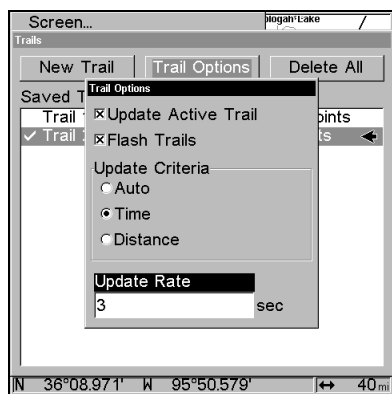 Screen...
Lake
Trails
New Trail Trail Options Delete All
Saved T
Trail Options
Trail
Update Active Trail
oints
Trail
Flash Trails
ts
Update Criteria
Auto
Time
Distance
Update Rate
3 sec
N 36°08.971' W 95°50.579' ↔ 40mi